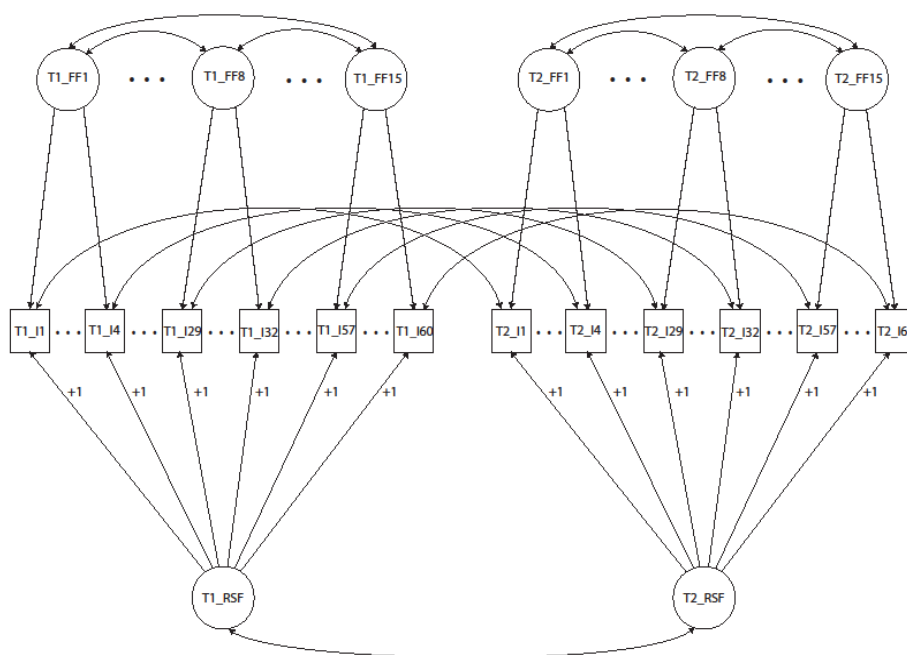 T1_FF1 • • • T1_FF8 • • • T1_FF15 T2_FF1 • • • T2_FF8 • • • T2_FF15
T1_I1 • • • T1_I4 • • • T1_I29 • • • T1_I32 • • • T1_I57 • • • T1_I60 T2_I1 • • • T2_I4 • • • T2_I29 • • • T2_I32 • • • T2_I57 • • • T2_I6
+1 +1 +1 +1 +1 +1 +1 +1 +1 +1 +1 +1
T1_RSF T2_RSF